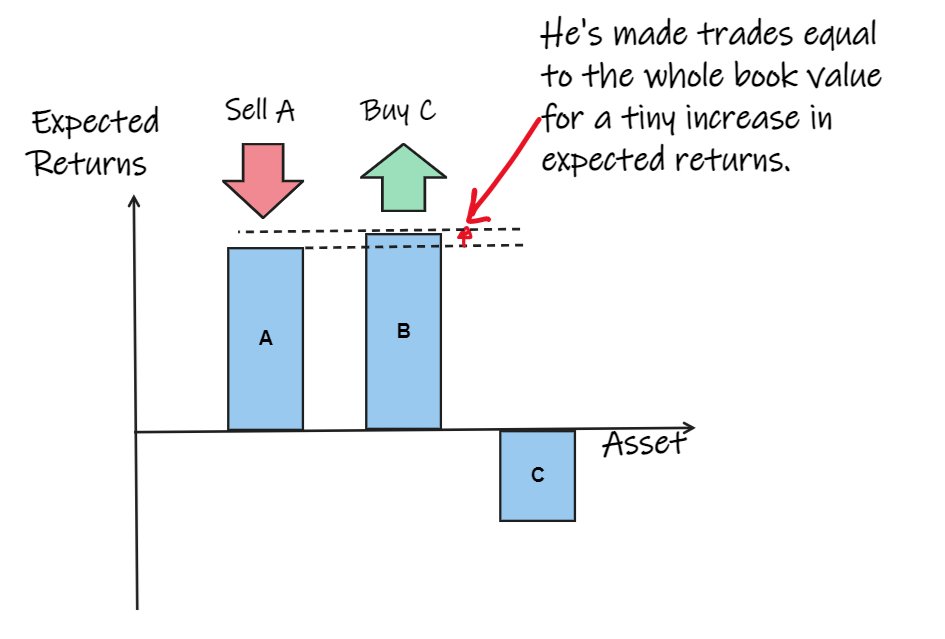 He's made trades equal
to the whole book value
for a tiny increase in
expected returns.
Sell A
Buy C
Expected
Returns
A
B
C
Asset